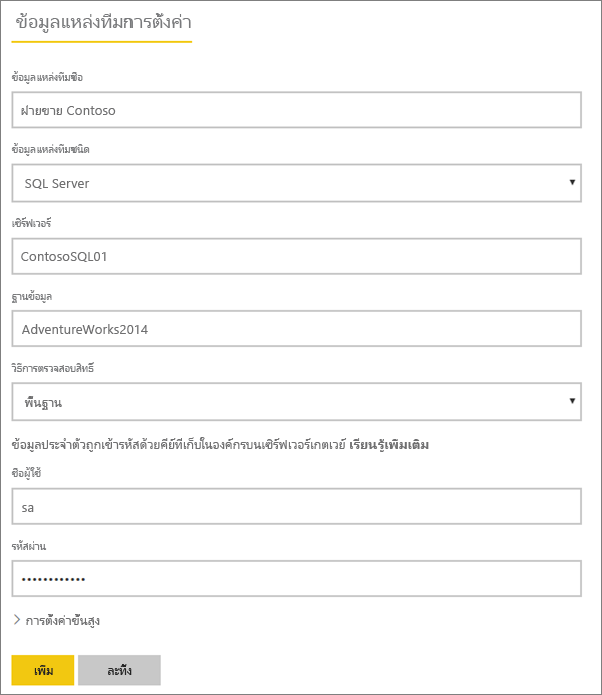 ข้อมูลแหล่งที่มการตั้งค่า
ข้อมูลแหล่งที่มชื่อ
ฝ่ายขาย Contoso
ข้อมูลแหล่งที่มชนิด
SQL Server
เซิร์ฟเวอร์
ContosoSQL01
ฐานข้อมูล
AdventureWorks2014
วิธีการตรวจสอบสิทธิ์
พื้นฐาน
ข้อมูลประจำตัวถูกเข้ารหัสด้วยคีย์ที่เก็บในองค์กรบนเซิร์ฟเวอร์เกตเวย์ เรียนรู้เพิ่มเติม
ชื่อผู้ใช้
sa
รหัสผ่าน
••••••••••••
การตั้งค่าขั้นสูง
เพิ่ม
ละทิ้ง